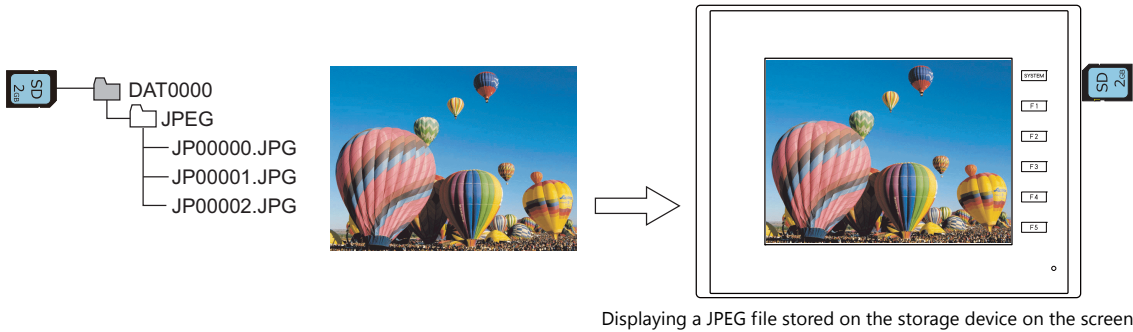 SD
2GB
DAT0000
JPEG
JP00000.JPG
JP00001.JPG
JP00002.JPG
SYSTEM
F1
F2
F3
F4
F5
SD
2GB
Displaying a JPEG file stored on the storage device on the screen